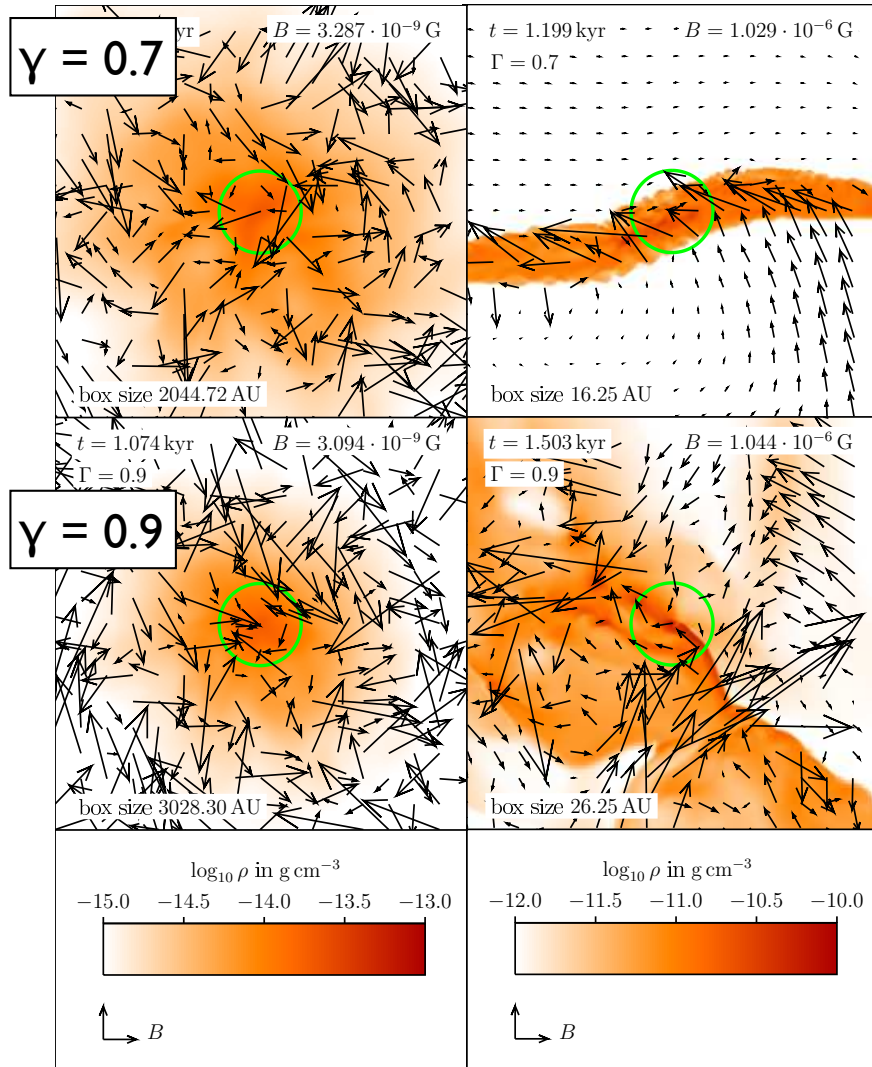 γ = 0.7
yr
B = 3.287 · 10⁻⁹ G
t = 1.199 kyr
B = 1.029 · 10⁻⁶ G
Γ = 0.7
box size 2044.72 AU
box size 16.25 AU
t = 1.074 kyr
B = 3.094 · 10⁻⁹ G
t = 1.503 kyr
B = 1.044 · 10⁻⁶ G
Γ = 0.9
Γ = 0.9
γ = 0.9
box size 3028.30 AU
box size 26.25 AU
log₁₀ ρ in g cm⁻³
log₁₀ ρ in g cm⁻³
−15.0 −14.5 −14.0 −13.5 −13.0
−12.0 −11.5 −11.0 −10.5 −10.0
B
B